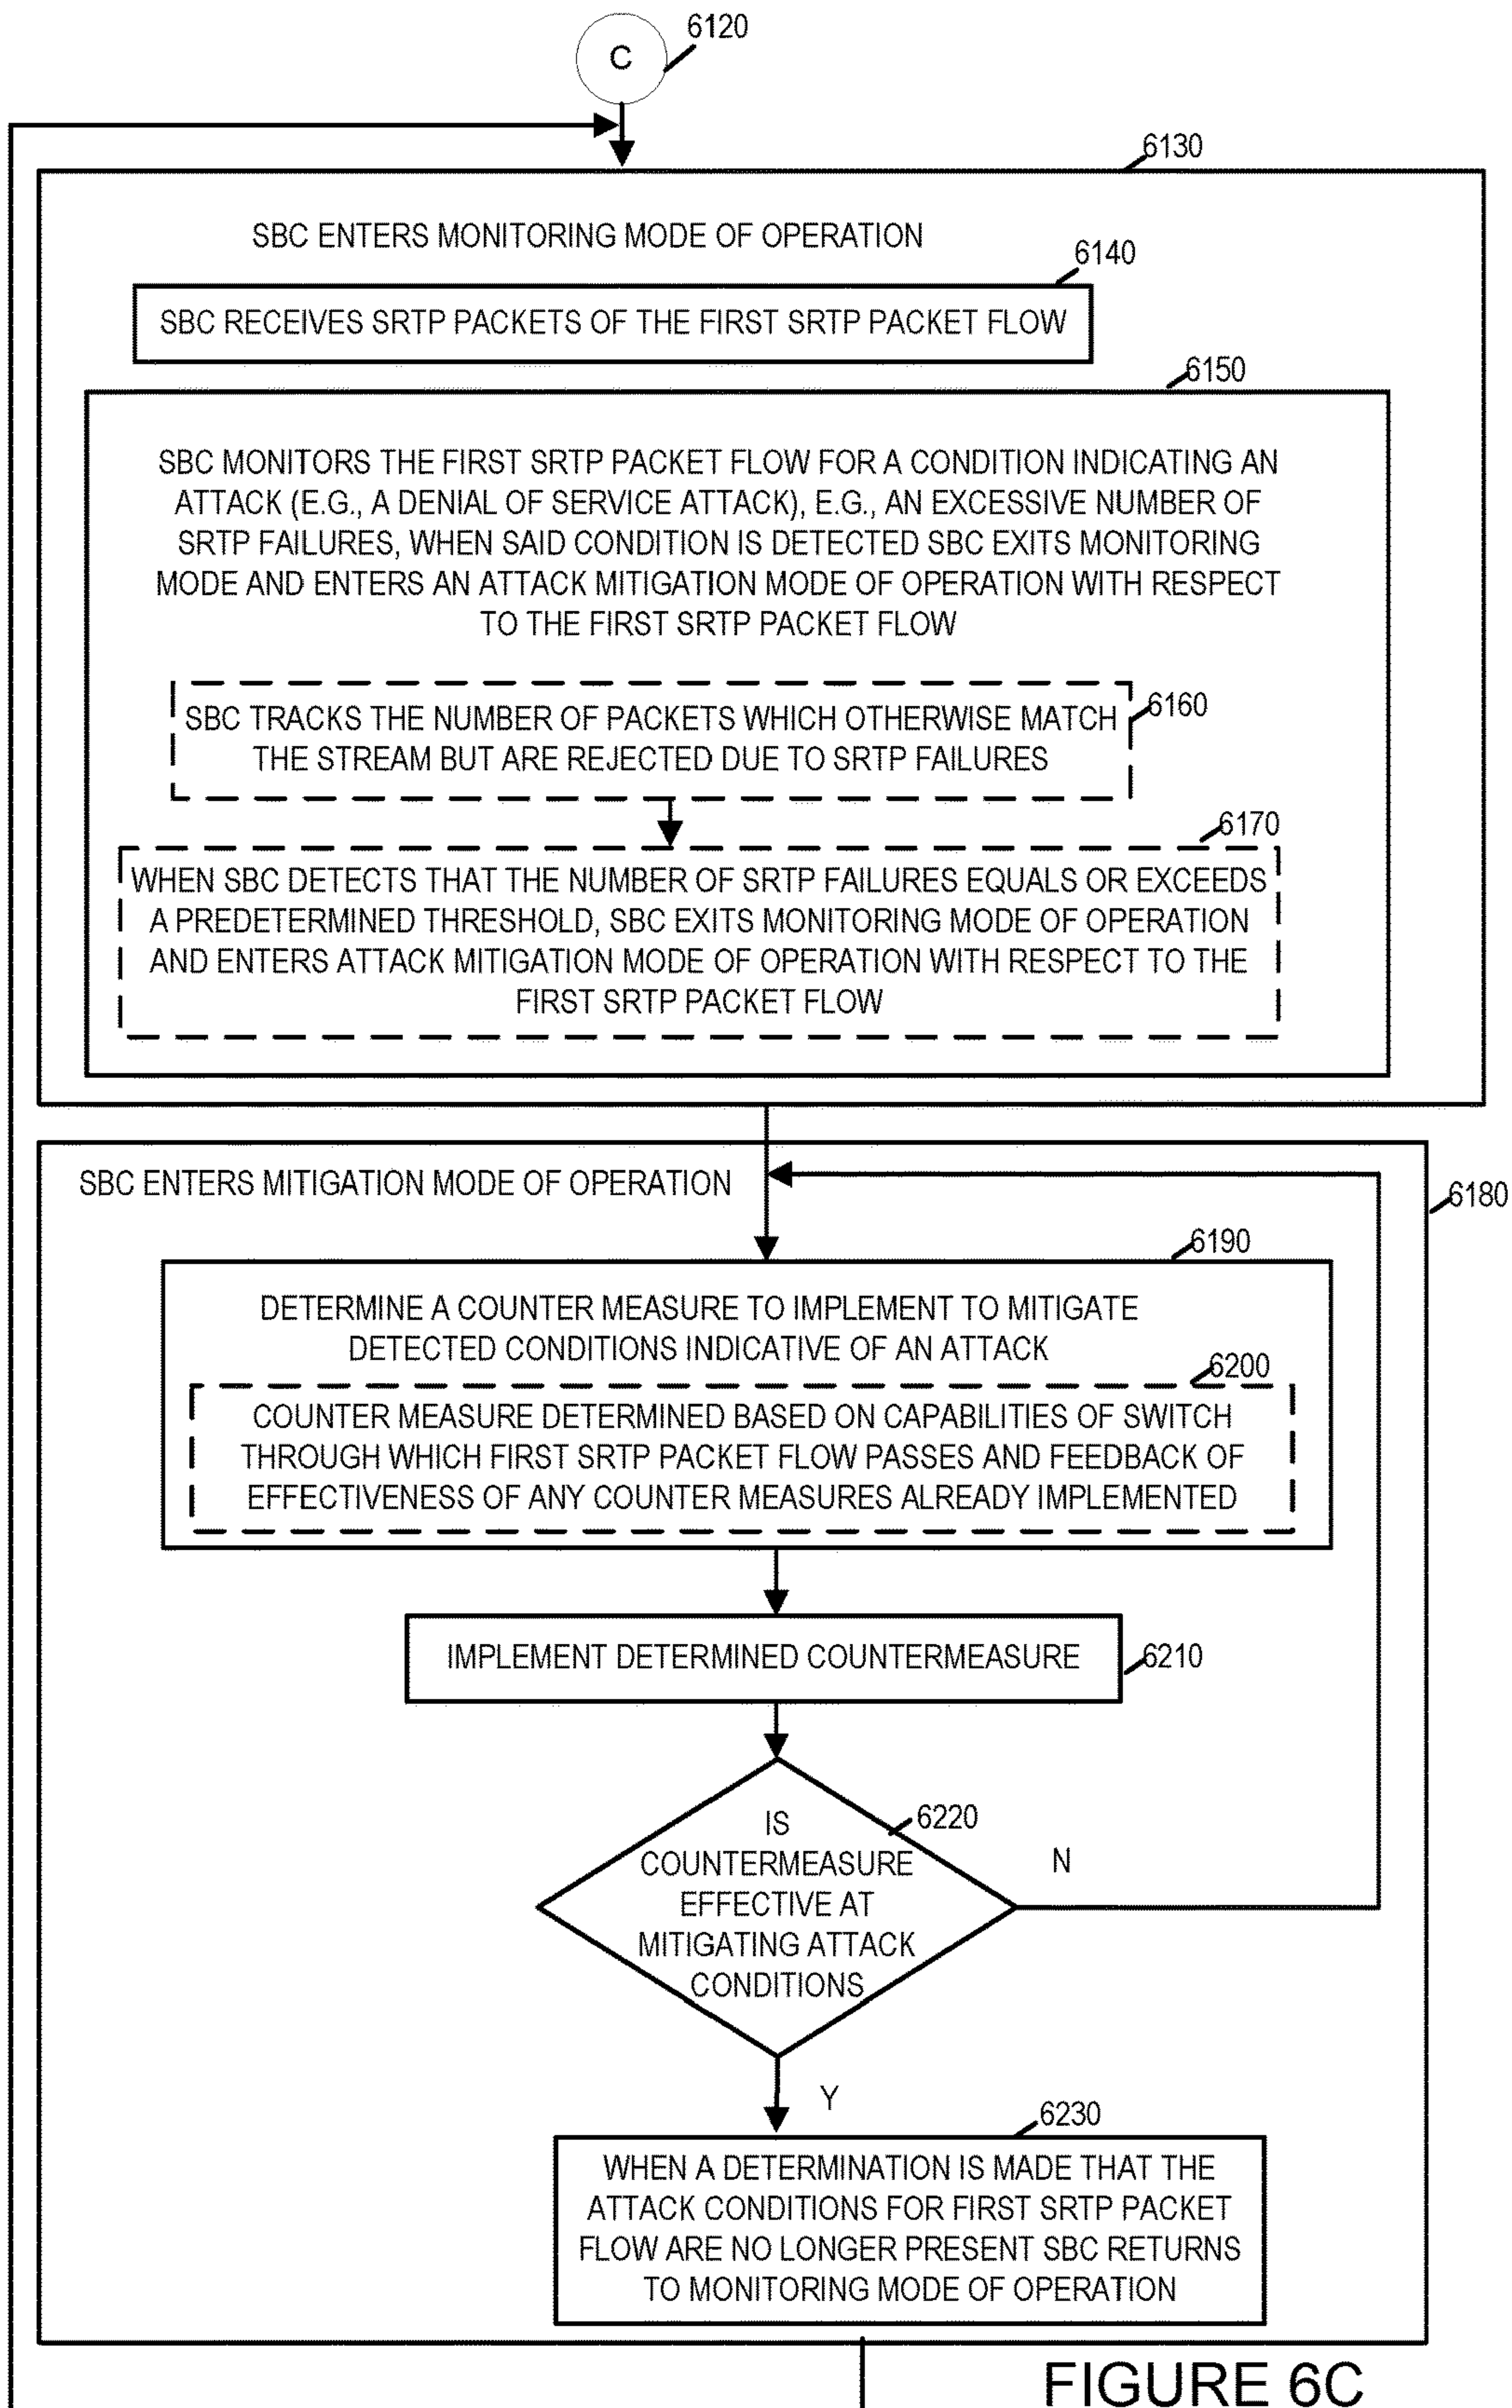 C
6120
6130
SBC ENTERS MONITORING MODE OF OPERATION
6140
SBC RECEIVES SRTP PACKETS OF THE FIRST SRTP PACKET FLOW
6150
SBC MONITORS THE FIRST SRTP PACKET FLOW FOR A CONDITION INDICATING AN
ATTACK (E.G., A DENIAL OF SERVICE ATTACK), E.G., AN EXCESSIVE NUMBER OF
SRTP FAILURES, WHEN SAID CONDITION IS DETECTED SBC EXITS MONITORING
MODE AND ENTERS AN ATTACK MITIGATION MODE OF OPERATION WITH RESPECT
TO THE FIRST SRTP PACKET FLOW
SBC TRACKS THE NUMBER OF PACKETS WHICH OTHERWISE MATCH
THE STREAM BUT ARE REJECTED DUE TO SRTP FAILURES
6160
6170
WHEN SBC DETECTS THAT THE NUMBER OF SRTP FAILURES EQUALS OR EXCEEDS
A PREDETERMINED THRESHOLD, SBC EXITS MONITORING MODE OF OPERATION
AND ENTERS ATTACK MITIGATION MODE OF OPERATION WITH RESPECT TO THE
FIRST SRTP PACKET FLOW
SBC ENTERS MITIGATION MODE OF OPERATION
6180
6190
DETERMINE A COUNTER MEASURE TO IMPLEMENT TO MITIGATE
DETECTED CONDITIONS INDICATIVE OF AN ATTACK
6200
COUNTER MEASURE DETERMINED BASED ON CAPABILITIES OF SWITCH
THROUGH WHICH FIRST SRTP PACKET FLOW PASSES AND FEEDBACK OF
EFFECTIVENESS OF ANY COUNTER MEASURES ALREADY IMPLEMENTED
IMPLEMENT DETERMINED COUNTERMEASURE
6210
6220
IS
COUNTERMEASURE
EFFECTIVE AT
MITIGATING ATTACK
CONDITIONS
N
Y
6230
WHEN A DETERMINATION IS MADE THAT THE
ATTACK CONDITIONS FOR FIRST SRTP PACKET
FLOW ARE NO LONGER PRESENT SBC RETURNS
TO MONITORING MODE OF OPERATION
FIGURE 6C